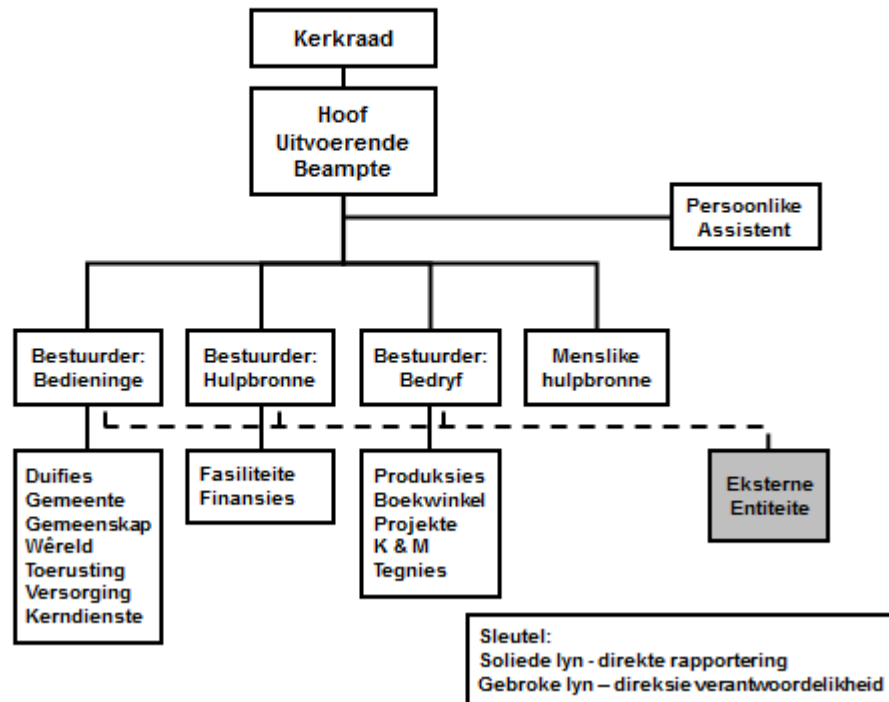 Kerkraad
Hoof
Uitvoerende
Beampte
Persoonlike
Assistent
Bestuurder:
Bedieninge
Bestuurder:
Hulpbronne
Bestuurder:
Bedryf
Menslike
hulpbronne
Duifies
Gemeente
Gemeenskap
Wêreld
Toerusting
Versorging
Kerndienste
Fasiliteite
Finansies
Produksies
Boekwinkel
Projekte
K & M
Tegnies
Eksterne
Entiteite
Sleutel:
Soliede lyn - direkte rapportering
Gebroke lyn – direksie verantwoordelikheid